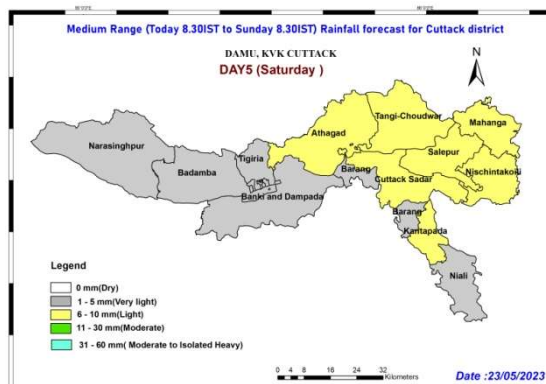 Medium Range (Today 8.30IST to Sunday 8.30IST) Rainfall forecast for Cuttack district
DAMU, KVK CUTTACK
DAY5 (Saturday )
N
Tangi-Choudwar
Mahanga
Athagad
Narasinghpur
Salepur
Tigiria
Badamba
Barang
Nischintakoili
Cuttack Sadar
Banki and Dampada
Barang
Kantapada
Niali
Legend
0 mm(Dry)
1 - 5 mm(Very light)
6 - 10 mm(Light)
11 - 30 mm(Moderate)
31 - 60 mm( Moderate to Isolated Heavy)
0 4 8 16 24 32
Kilometers
Date :23/05/2023